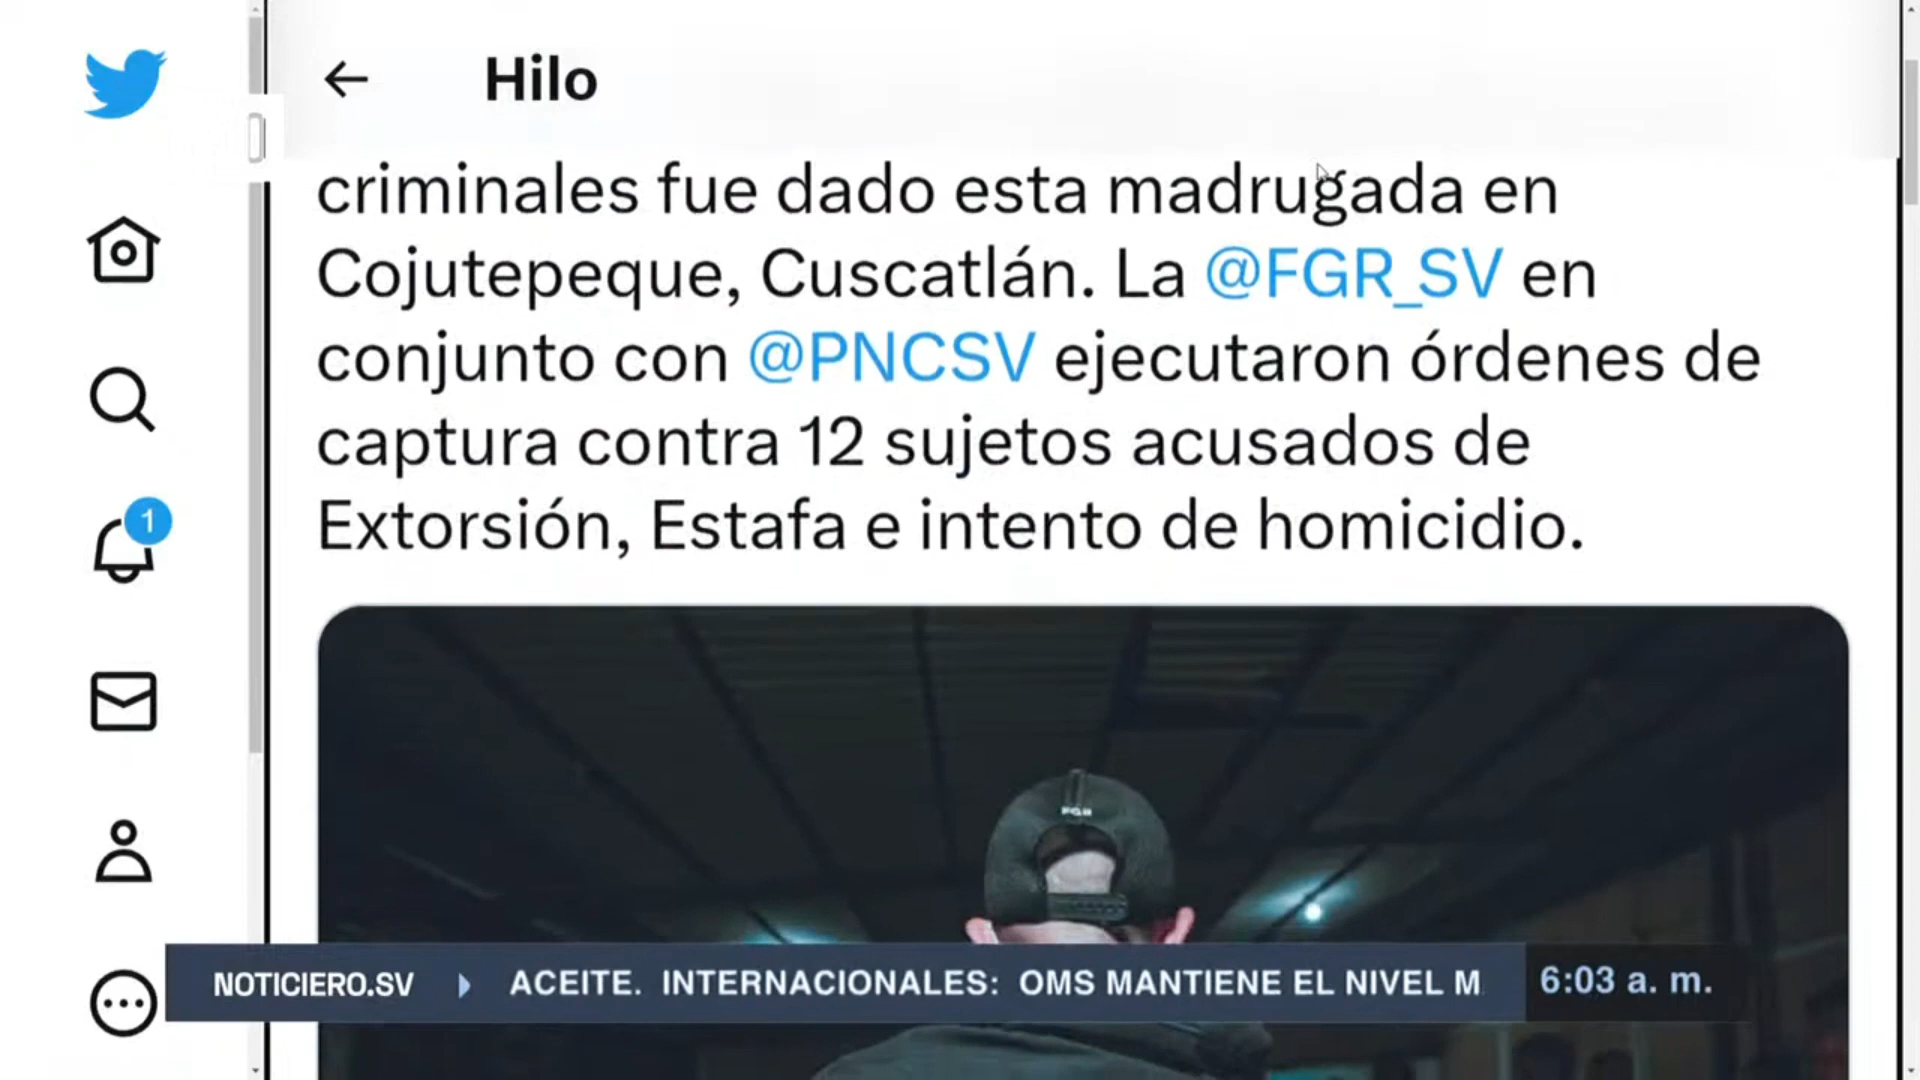 Hilo
criminales fue dado esta madrugada en
Cojutepeque, Cuscatlán. La @FGR_SV en
conjunto con @PNCSV ejecutaron órdenes de
captura contra 12 sujetos acusados de
Extorsión, Estafa e intento de homicidio.
1
FGR
NOTICIERO.SV ACEITE. INTERNACIONALES: OMS MANTIENE EL NIVEL M 6:03 a. m.